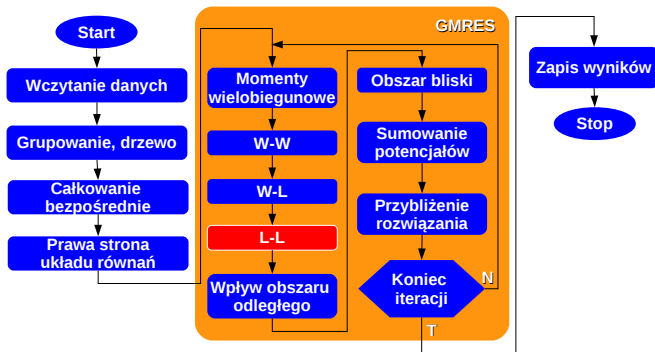 Start
Wczytanie danych
Grupowanie, drzewo
Całkowanie
bezpośrednie
Prawa strona
układu równań
GMRES
Momenty
wielobiegunowe
W-W
W-L
L-L
Wpływ obszaru
odległego
Obszar bliski
Sumowanie
potencjałów
Przybliżenie
rozwiązania
Koniec
iteracji
N
T
Zapis wyników
Stop